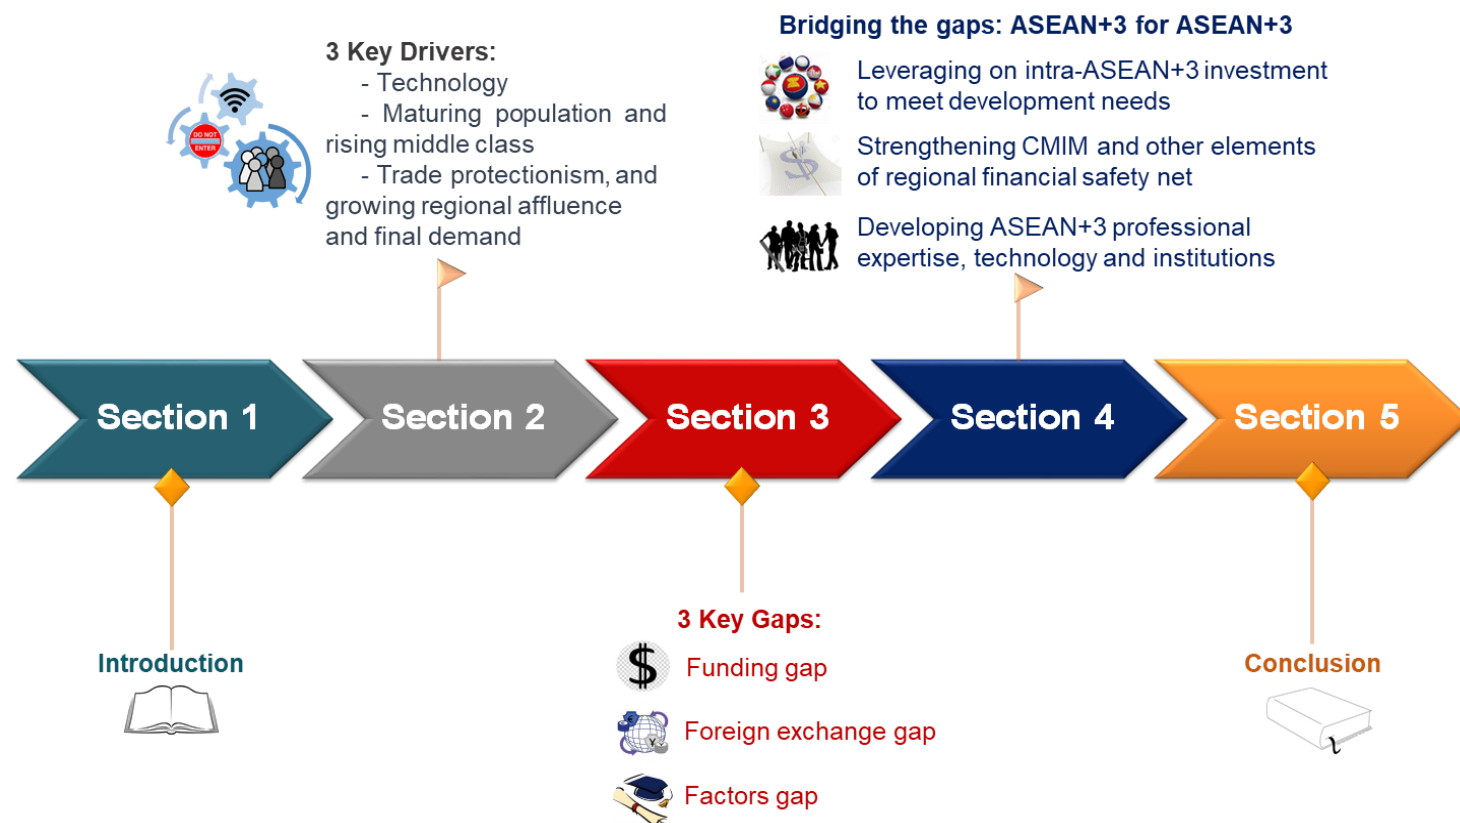 3 Key Drivers:
- Technology
- Maturing population and
rising middle class
- Trade protectionism, and
growing regional affluence
and final demand
DO NOT
ENTER
Bridging the gaps: ASEAN+3 for ASEAN+3
Leveraging on intra-ASEAN+3 investment
to meet development needs
$
Strengthening CMIM and other elements
of regional financial safety net
Developing ASEAN+3 professional
expertise, technology and institutions
Section 1
Section 2
Section 3
Section 4
Section 5
Introduction
3 Key Gaps:
$
Funding gap
¥
Foreign exchange gap
Factors gap
Conclusion